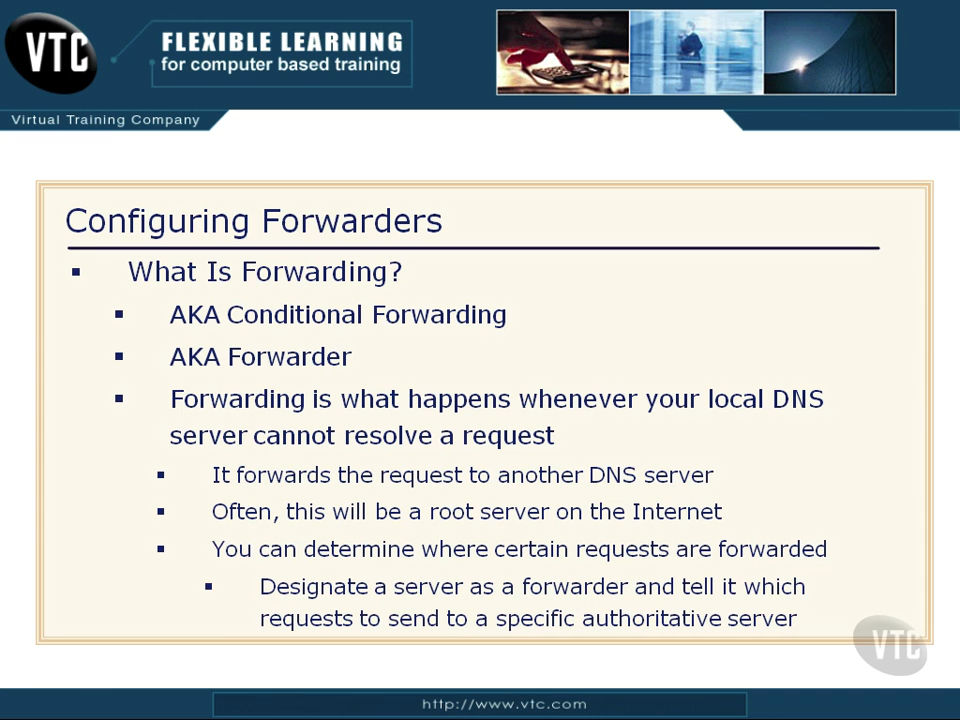 VTC
FLEXIBLE LEARNING
for computer based training
Virtual Training Company
Configuring Forwarders
▪ What Is Forwarding?
▪ AKA Conditional Forwarding
▪ AKA Forwarder
▪ Forwarding is what happens whenever your local DNS
server cannot resolve a request
▪ It forwards the request to another DNS server
▪ Often, this will be a root server on the Internet
▪ You can determine where certain requests are forwarded
▪ Designate a server as a forwarder and tell it which
requests to send to a specific authoritative server
VTC
http://www.vtc.com